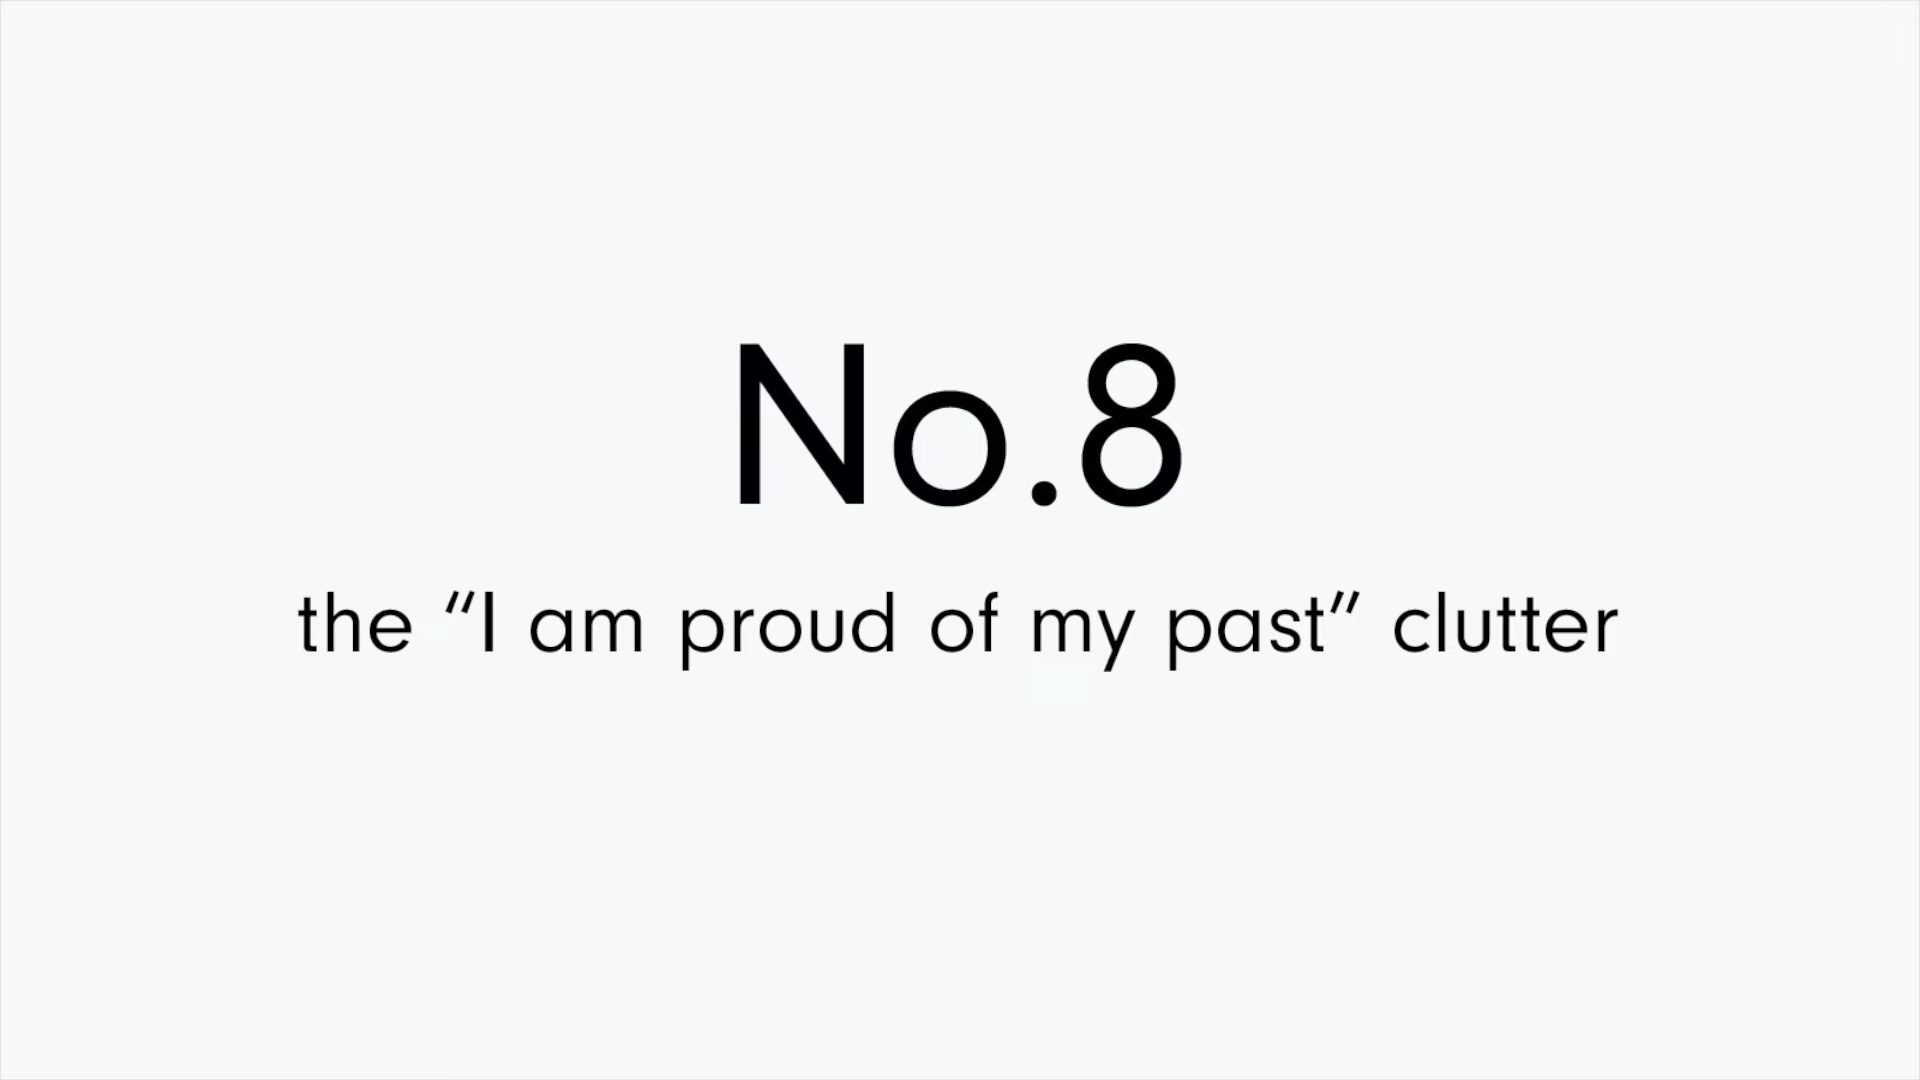 No.8
the “I am proud of my past” clutter